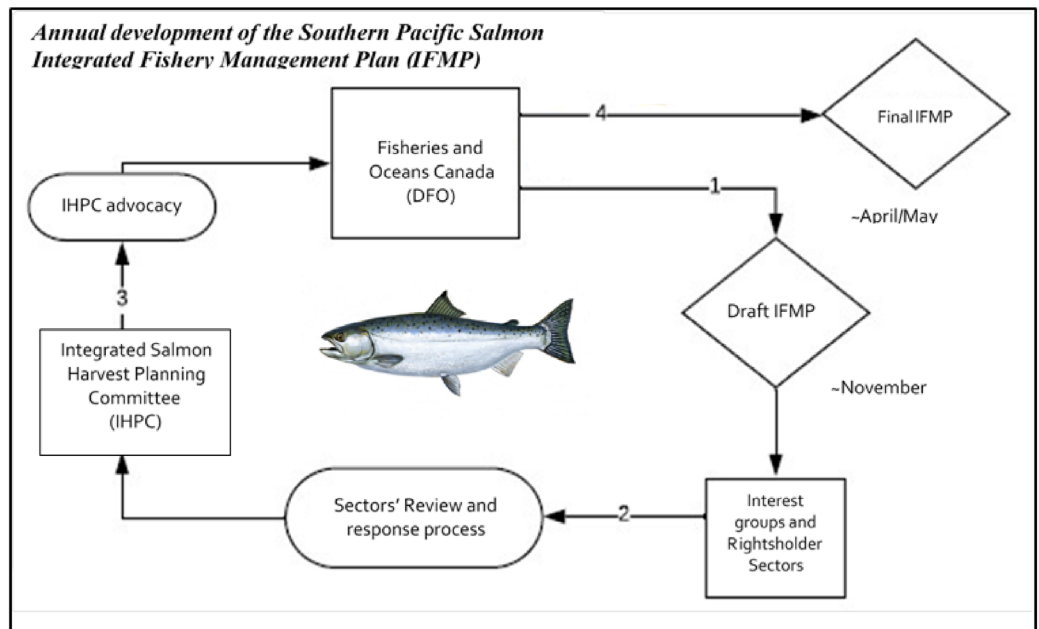 Annual development of the Southern Pacific Salmon
Integrated Fishery Management Plan (IFMP)
4
Final IFMP
~April/May
Fisheries and
Oceans Canada
(DFO)
1
IHPC advocacy
3
Draft IFMP
~November
Integrated Salmon
Harvest Planning
Committee
(IHPC)
Sectors' Review and
response process
2
Interest
groups and
Rightsholder
Sectors